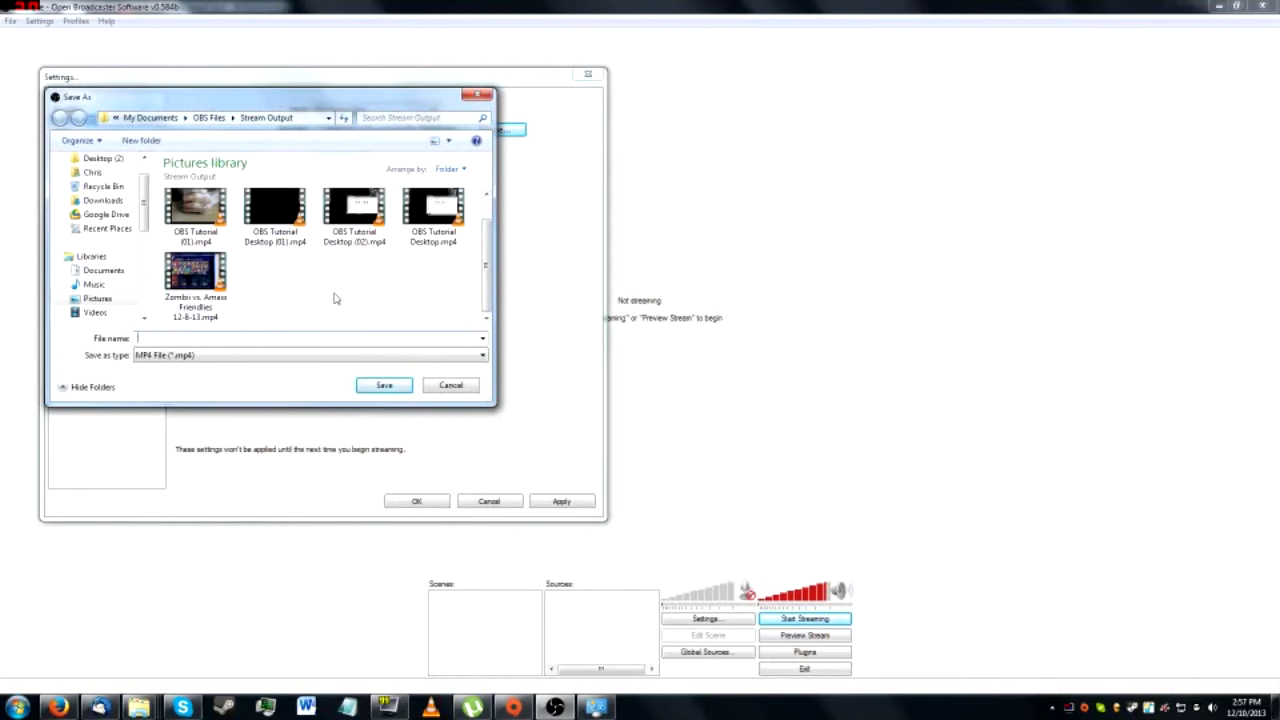 - Open Broadcaster Software v0.584b
File Settings Profiles Help
Settings...
Save As
« My Documents OBS Files Stream Output Search Stream Output
Organize New folder
Desktop (2)
Chris
Recycle Bin
Downloads
Google Drive
Recent Places
Libraries
Documents
Music
Pictures
Videos
Pictures library
Stream Output
Arrange by: Folder
OBS Tutorial (01).mp4
OBS Tutorial Desktop (01).mp4
OBS Tutorial Desktop (02).mp4
OBS Tutorial Desktop.mp4
Zombii vs. Amass Friendlies 12-8-13.mp4
File name:
Save as type: MP4 File (*.mp4)
Hide Folders Save Cancel
Not streaming
or "Preview Stream" to begin
These settings won't be applied until the next time you begin streaming.
OK Cancel Apply
Scenes: Sources:
Settings... Start Streaming
Edit Scene Preview Stream
Global Sources... Plugins
Exit
2:57 PM
12/10/2013